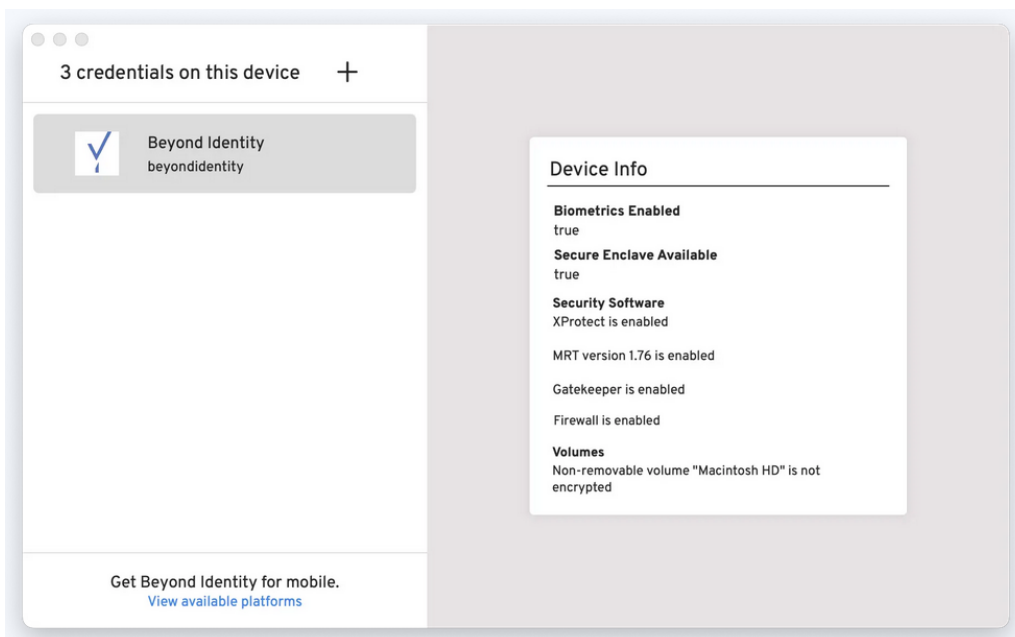 3 credentials on this device +
Beyond Identity
beyondidentity
Get Beyond Identity for mobile.
View available platforms
Device Info
Biometrics Enabled
true
Secure Enclave Available
true
Security Software
XProtect is enabled
MRT version 1.76 is enabled
Gatekeeper is enabled
Firewall is enabled
Volumes
Non-removable volume "Macintosh HD" is not
encrypted